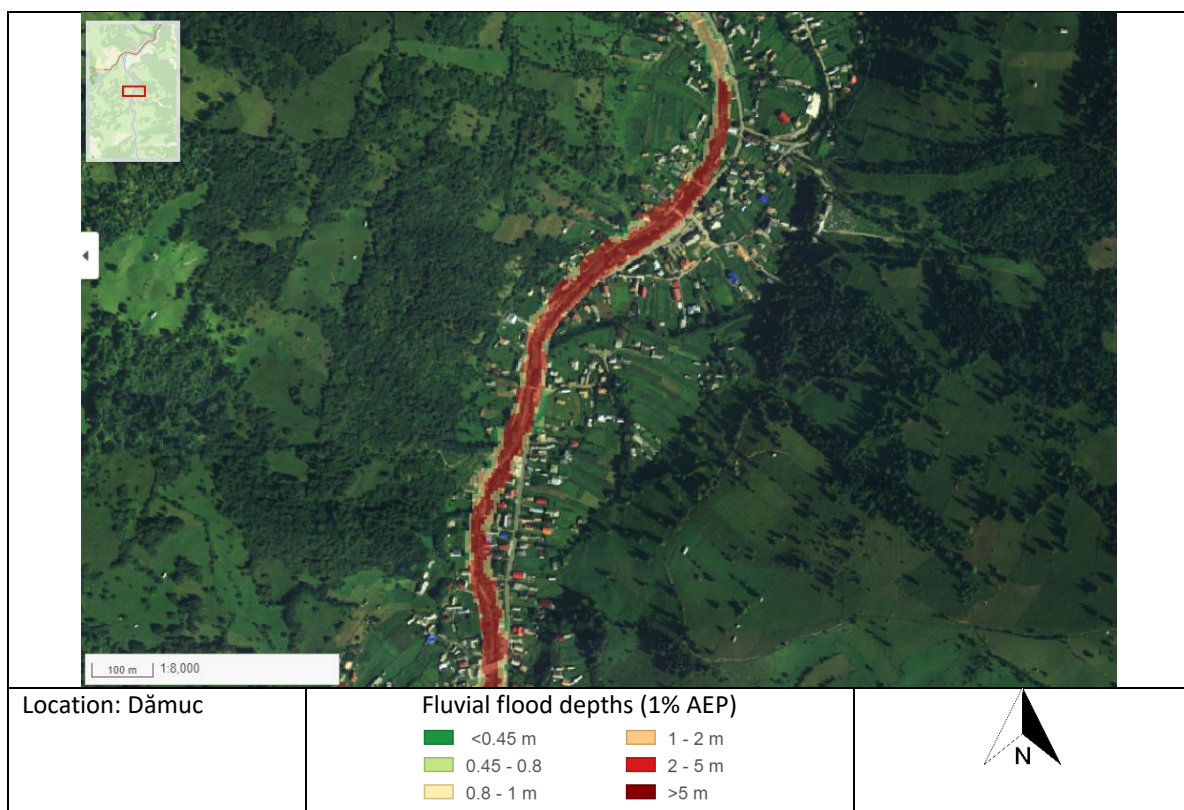 100 m 1:8,000
Location: Dămuc
Fluvial flood depths (1% AEP)
<0.45 m
1 - 2 m
0.45 - 0.8
2 - 5 m
0.8 - 1 m
>5 m
N